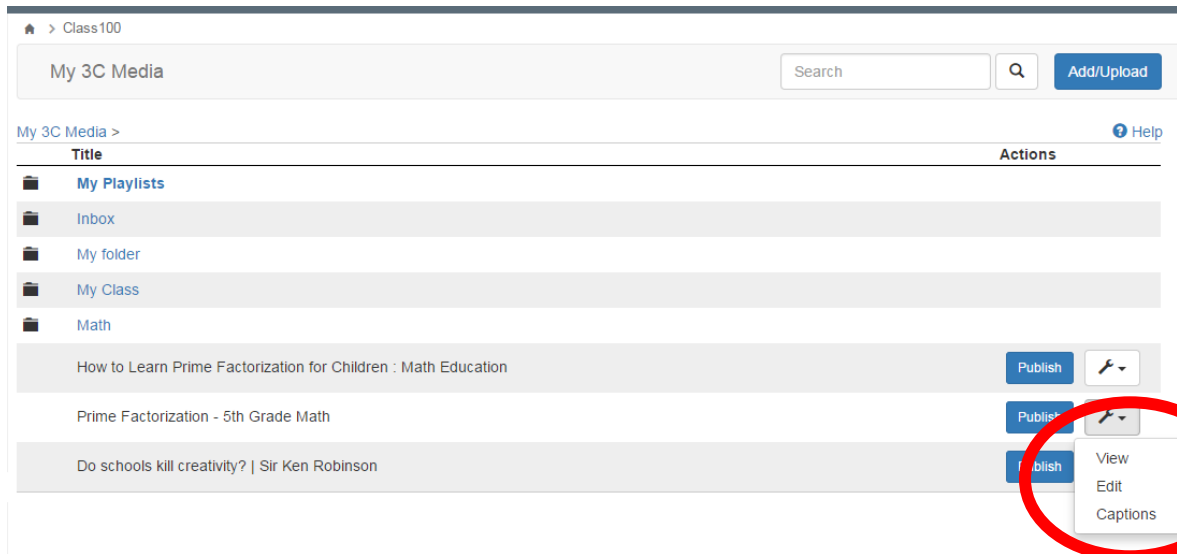 > Class100
My 3C Media Search Add/Upload
My 3C Media > Help
Title Actions
My Playlists
Inbox
My folder
My Class
Math
How to Learn Prime Factorization for Children : Math Education Publish
Prime Factorization - 5th Grade Math Publish
Do schools kill creativity? | Sir Ken Robinson Publish
View
Edit
Captions